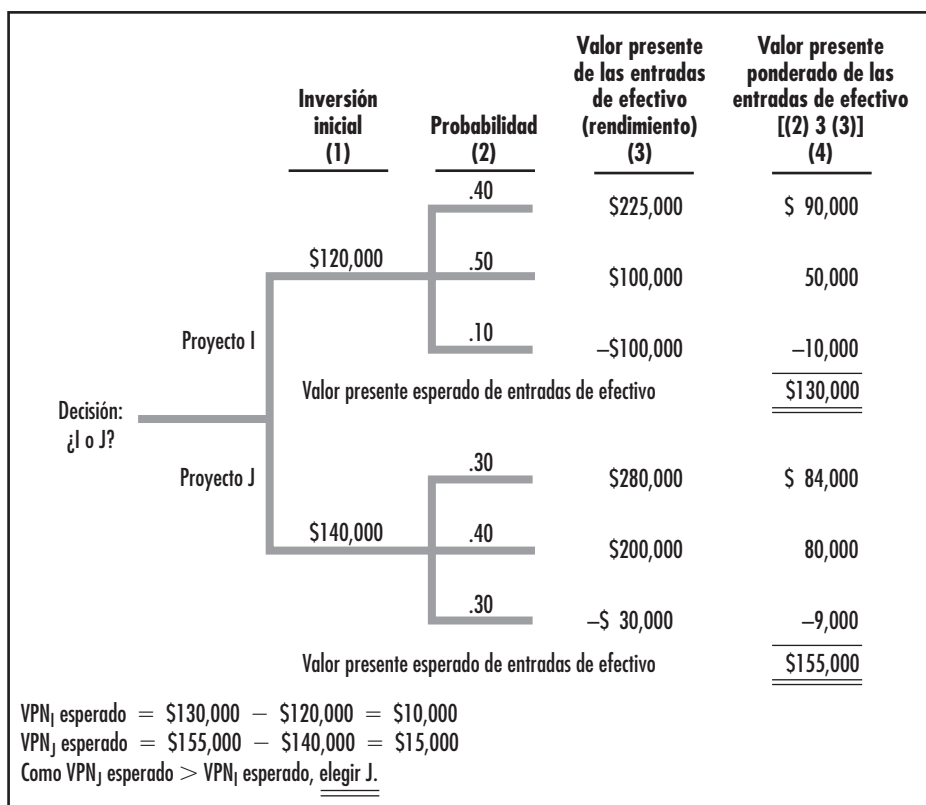 Inversión
inicial
(1)
Probabilidad
(2)
Valor presente
de las entradas
de efectivo
(rendimiento)
(3)
Valor presente
ponderado de las
entradas de efectivo
[(2) 3 (3)]
(4)
.40 $225,000 $ 90,000
$120,000 .50 $100,000 50,000
.10 –$100,000 –10,000
Proyecto I
Valor presente esperado de entradas de efectivo $130,000
Decisión:
¿I o J?
Proyecto J
.30 $280,000 $ 84,000
$140,000 .40 $200,000 80,000
.30 –$ 30,000 –9,000
Valor presente esperado de entradas de efectivo $155,000
VPNI esperado = $130,000 − $120,000 = $10,000
VPNJ esperado = $155,000 − $140,000 = $15,000
Como VPNJ esperado > VPNI esperado, elegir J.